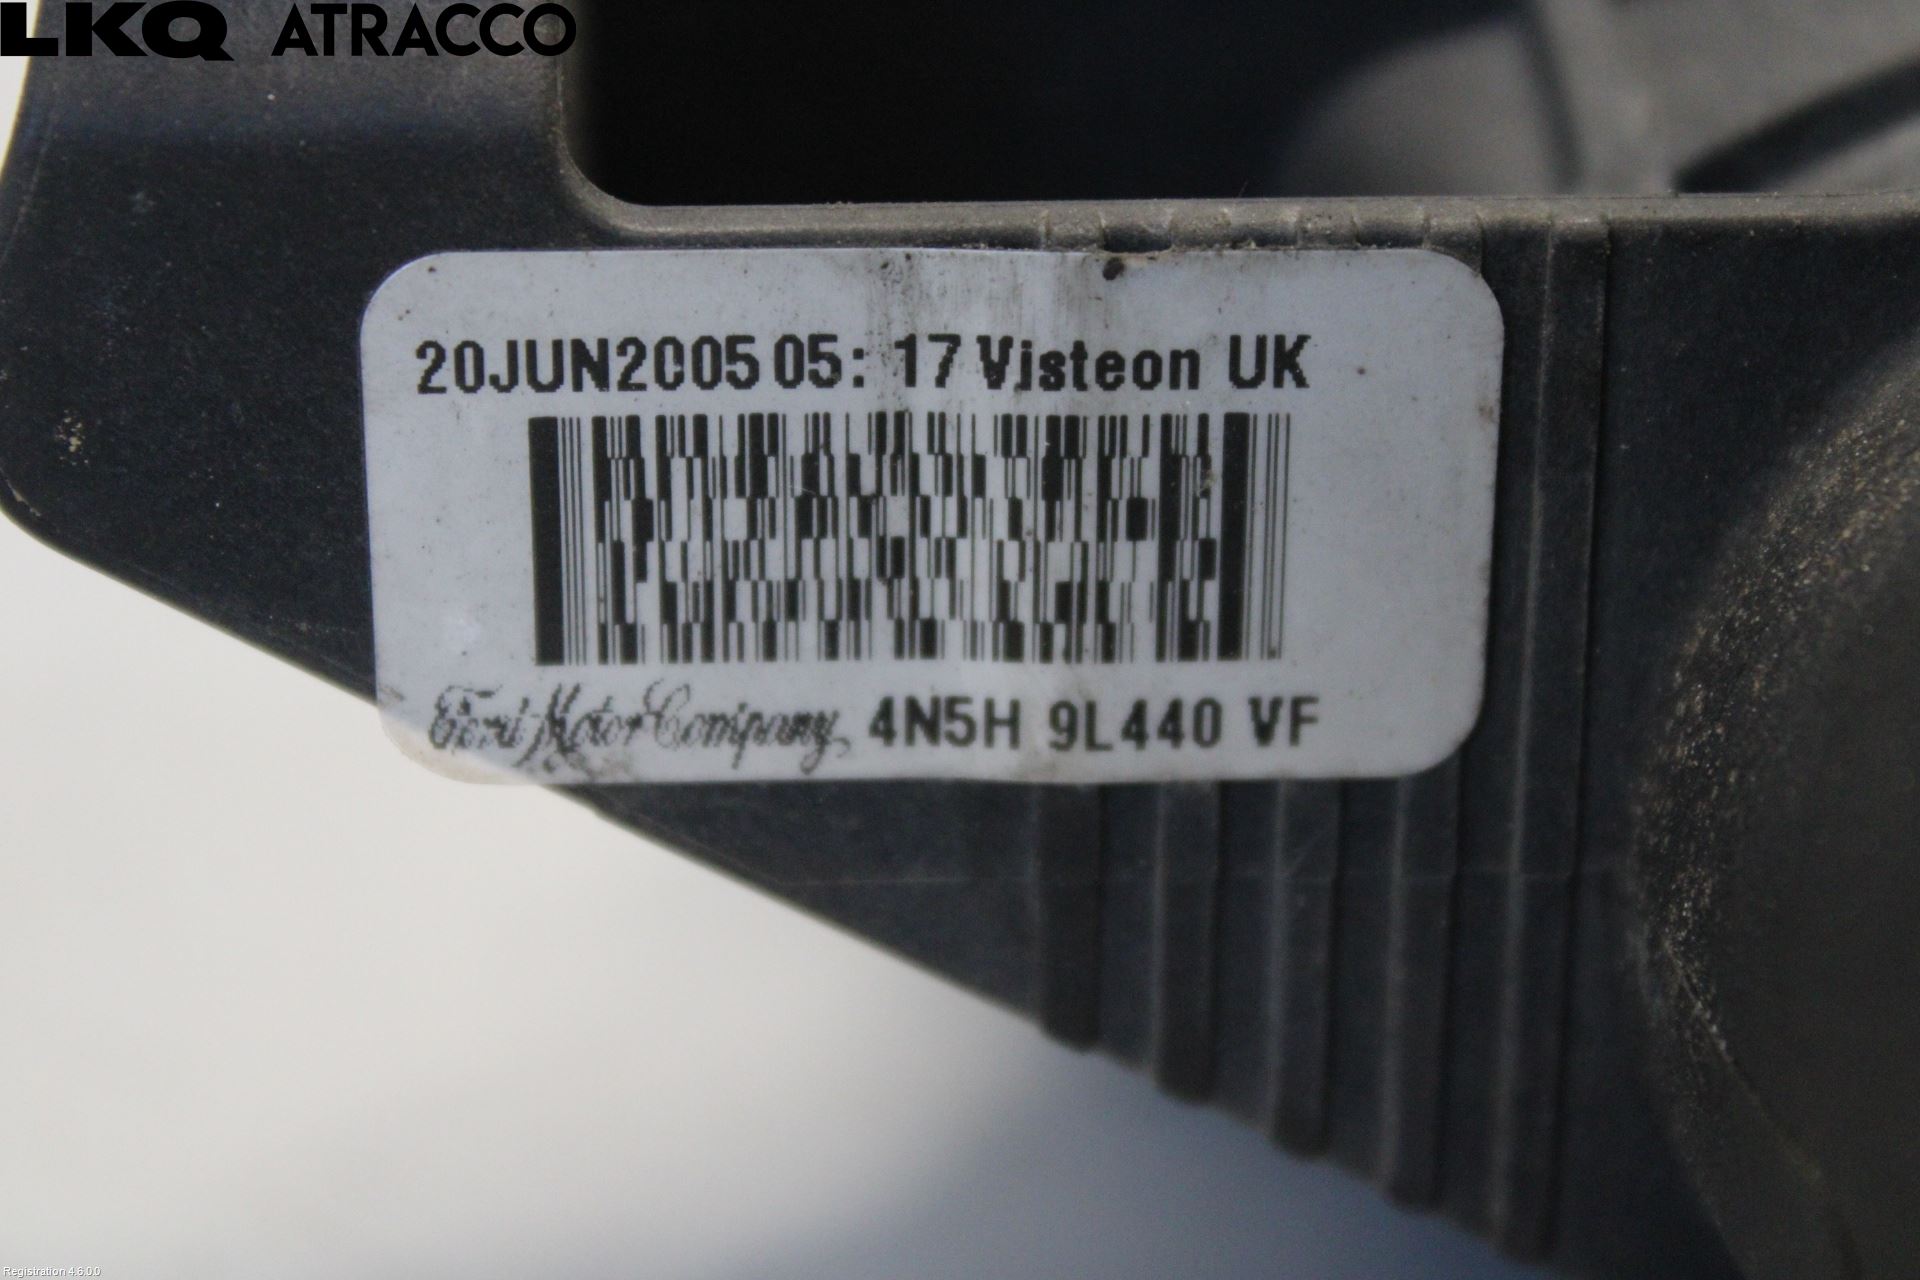 LKQ ATRACCO
20JUN2005 05: 17 Visteon UK
Ford Motor Company, 4N5H 9L440 VF
Registration 4.6.0.0